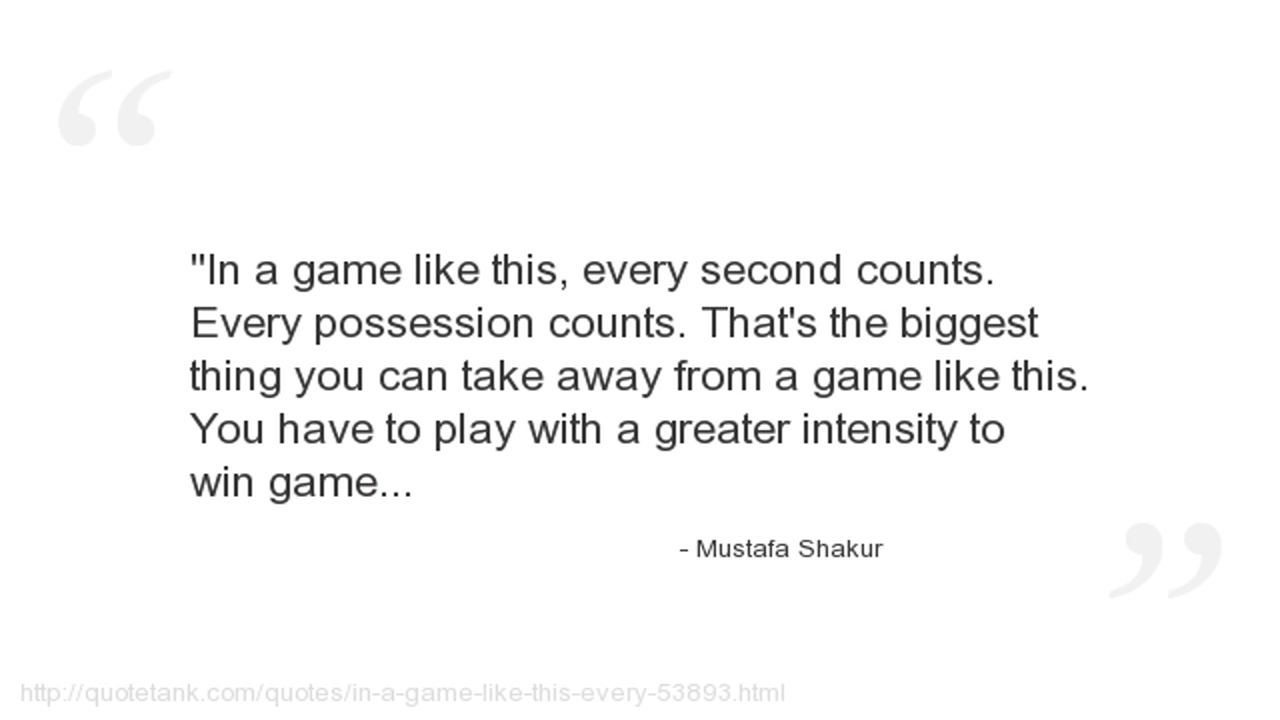 "In a game like this, every second counts.
Every possession counts. That's the biggest
thing you can take away from a game like this.
You have to play with a greater intensity to
win game...
- Mustafa Shakur
http://quotetank.com/quotes/in-a-game-like-this-every-53893.html